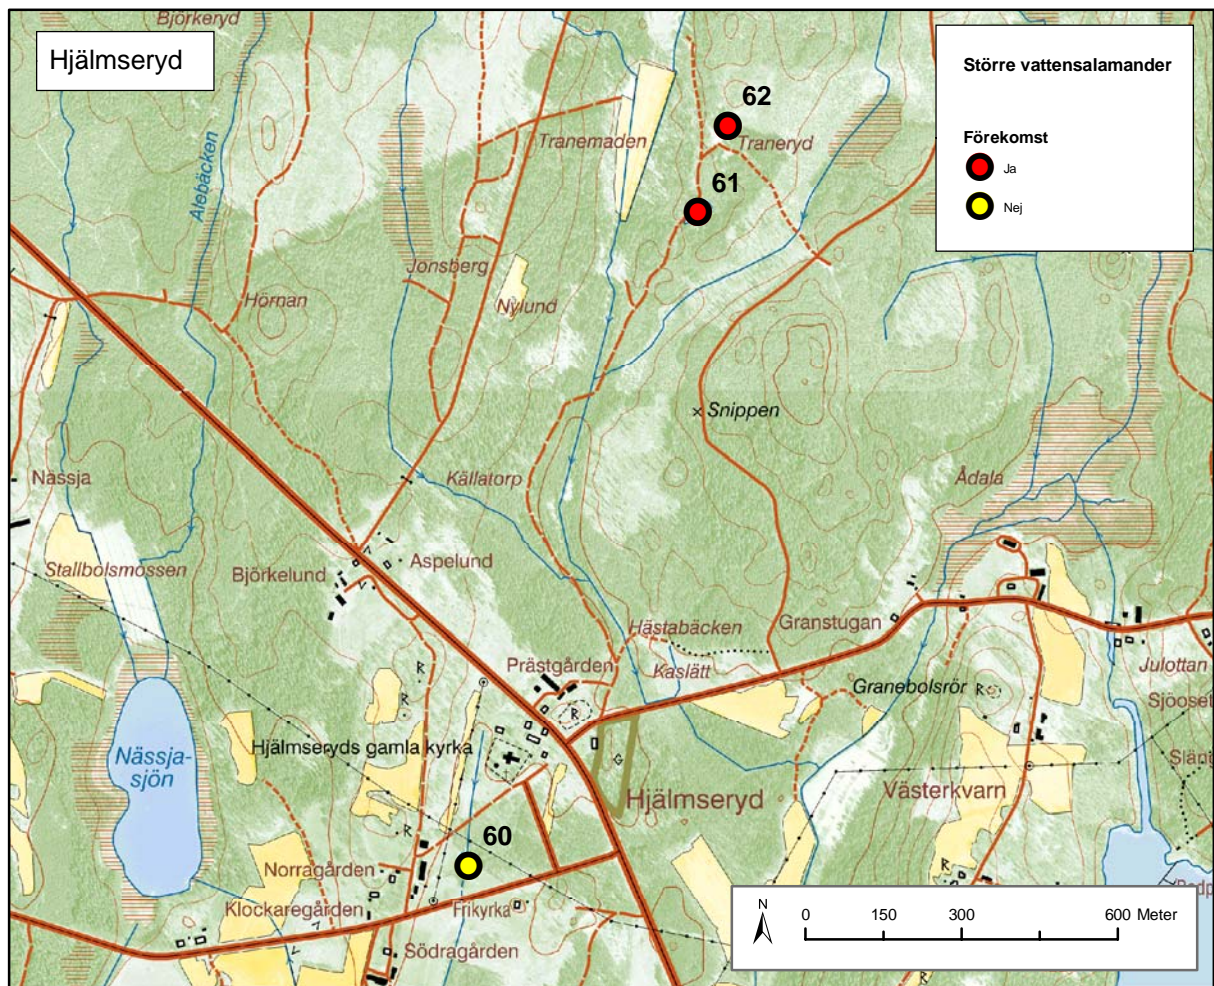 Björkeryd
Hjälmseryd
Större vattensalamander
Förekomst
Ja
Nej
62
Tranemaden
Traneryd
61
Alebäcken
Jonsberg
Hörnan
Nylund
Snippen
Källatorp
Nässja
Ådala
Stallbolsmossen
Björkelund
Aspelund
Hästabäcken
Granstugan
Prästgården
Kaslätt
Julottan
Granebolsrör
R
Sjöoset
R
R
R
Hjälmseryds gamla kyrka
Nässja-
sjön
G
Hjälmseryd
Västerkvarn
R
60
Norragården
R
Klockaregården
Frikyrka
Södragården
N
0 150 300 600 Meter